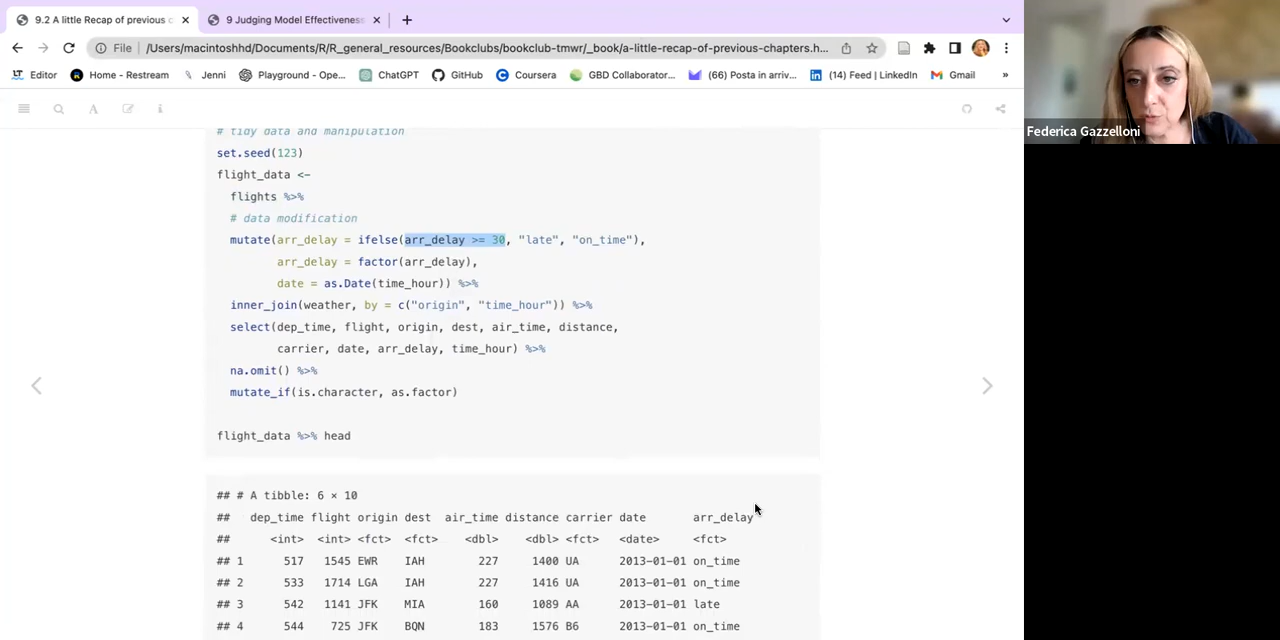 9.2 A little Recap of previous c
9 Judging Model Effectiveness
File /Users/macintoshhd/Documents/R/R_general_resources/Bookclubs/bookclub-tmwr/_book/a-little-recap-of-previous-chapters.h...
Editor Home - Restream Jenni Playground - Ope... ChatGPT GitHub Coursera GBD Collaborator... (66) Posta in arriv... (14) Feed | LinkedIn Gmail »
Federica Gazzelloni
# tidy data and manipulation
set.seed(123)
flight_data <-
flights %>%
# data modification
mutate(arr_delay = ifelse(arr_delay >= 30, "late", "on_time"),
arr_delay = factor(arr_delay),
date = as.Date(time_hour)) %>%
inner_join(weather, by = c("origin", "time_hour")) %>%
select(dep_time, flight, origin, dest, air_time, distance,
carrier, date, arr_delay, time_hour) %>%
na.omit() %>%
mutate_if(is.character, as.factor)
flight_data %>% head
## # A tibble: 6 × 10
## dep_time flight origin dest air_time distance carrier date arr_delay
## <int> <int> <fct> <fct> <dbl> <dbl> <fct> <date> <fct>
## 1 517 1545 EWR IAH 227 1400 UA 2013-01-01 on_time
## 2 533 1714 LGA IAH 227 1416 UA 2013-01-01 on_time
## 3 542 1141 JFK MIA 160 1089 AA 2013-01-01 late
## 4 544 725 JFK BQN 183 1576 B6 2013-01-01 on_time